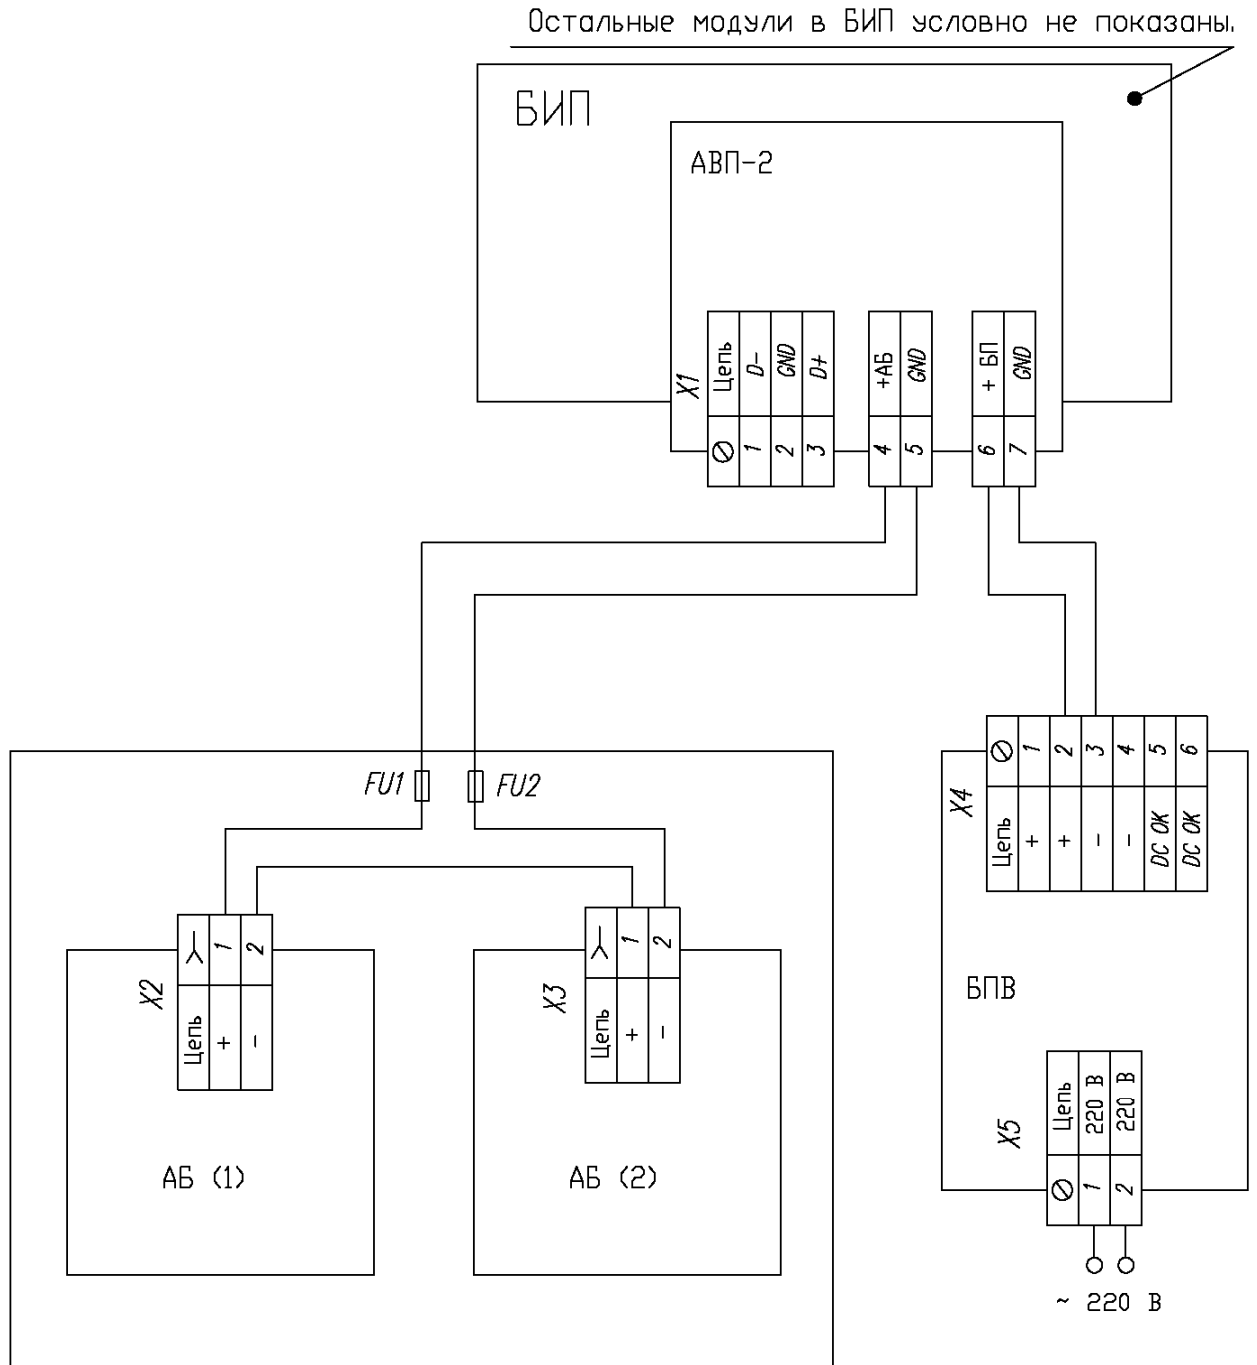 Остальные модули в БИП условно не показаны.
БИП
АВП-2
X1
Цепь D- GND D+ +АБ GND + БП GND
1 2 3 4 5 6 7
FU1 FU2
X4
1 2 3 4 5 6
Цепь + + - - DC OK DC OK
X2
1 2
Цепь + -
X3
1 2
Цепь + -
БПВ
АБ (1)
АБ (2)
X5
Цепь 220 В 220 В
1 2
~ 220 В